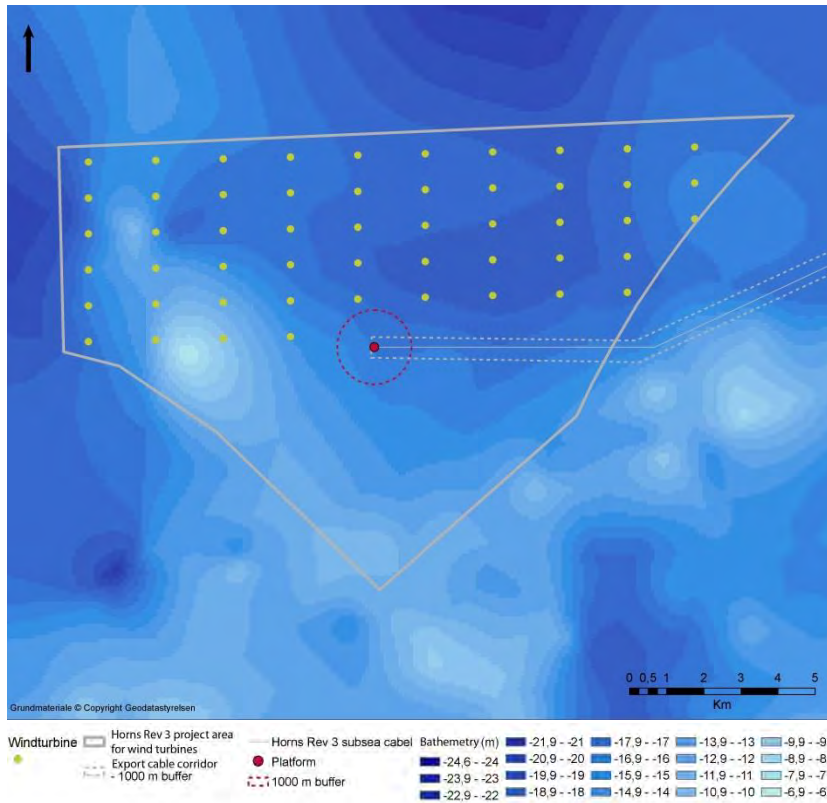 0 0,5 1 2 3 4 5
Km
Grundmateriale © Copyright Geodatastyrelsen
Windturbine
Horns Rev 3 project area
for wind turbines
Export cable corridor
- 1000 m buffer
Horns Rev 3 subsea cabel
Platform
1000 m buffer
Bathemetry (m)
-24,6 - -24
-23,9 - -23
-22,9 - -22
-21,9 - -21
-20,9 - -20
-19,9 - -19
-18,9 - -18
-17,9 - -17
-16,9 - -16
-15,9 - -15
-14,9 - -14
-13,9 - -13
-12,9 - -12
-11,9 - -11
-10,9 - -10
-9,9 - -9
-8,9 - -8
-7,9 - -7
-6,9 - -6